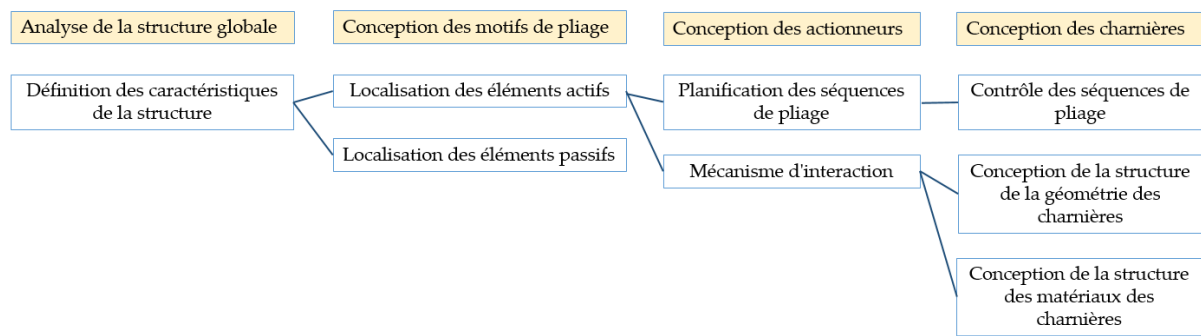 Analyse de la structure globale
Conception des motifs de pliage
Conception des actionneurs
Conception des charnières
Définition des caractéristiques
de la structure
Localisation des éléments actifs
Planification des séquences
de pliage
Contrôle des séquences de
pliage
Localisation des éléments passifs
Mécanisme d'interaction
Conception de la structure
de la géométrie des
charnières
Conception de la structure
des matériaux des
charnières